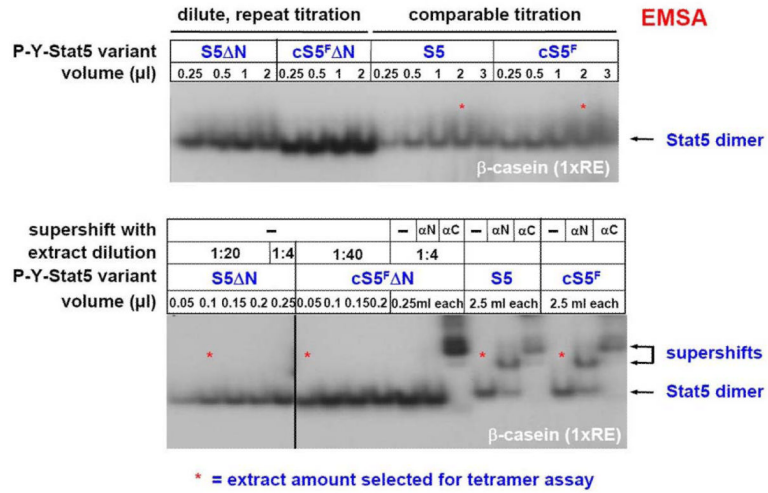 dilute, repeat titration comparable titration EMSA
P-Y-Stat5 variant S5ΔN cS5FΔN S5 cS5F
volume (μl) 0.25 0.5 1 2 0.25 0.5 1 2 0.25 0.5 1 2 3 0.25 0.5 1 2 3
* *
Stat5 dimer
β-casein (1xRE)
supershift with – – αN αC – αN αC – αN αC
extract dilution 1:20 1:4 1:40 1:4
P-Y-Stat5 variant S5ΔN cS5FΔN S5 cS5F
volume (μl) 0.05 0.1 0.15 0.2 0.25 0.05 0.1 0.15 0.2 0.25ml each 2.5 ml each 2.5 ml each
* * * *
supershifts
Stat5 dimer
β-casein (1xRE)
* = extract amount selected for tetramer assay